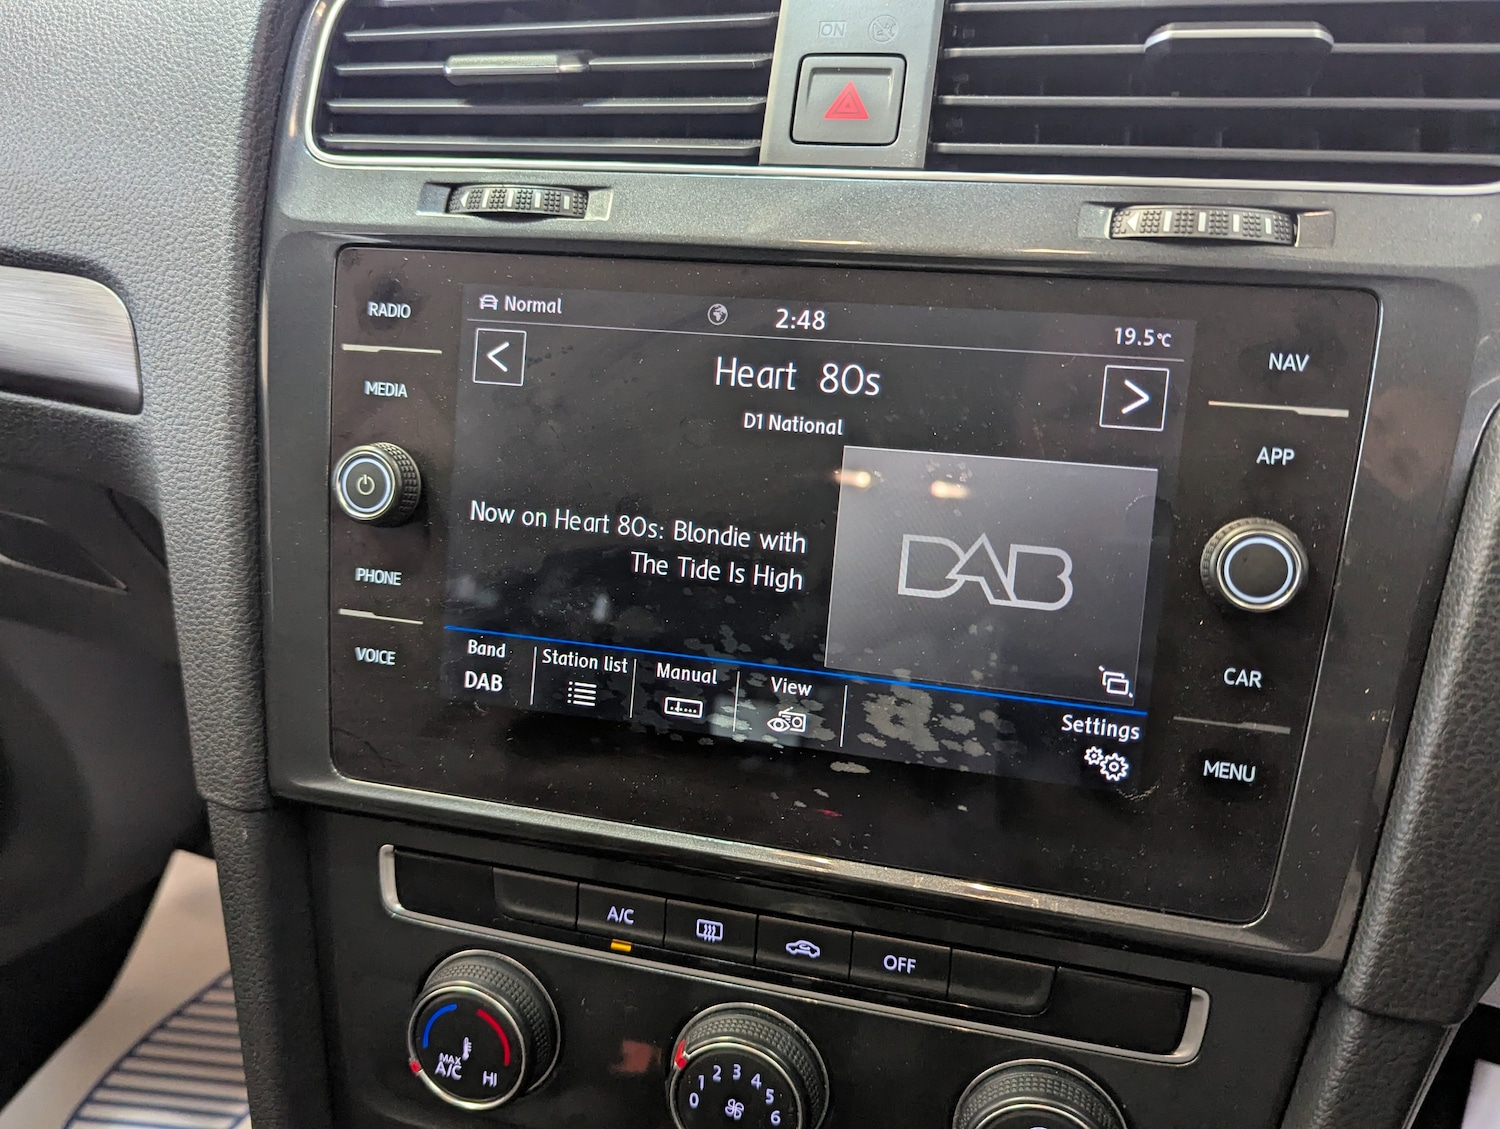 ON
RADIO
MEDIA
PHONE
VOICE
Normal
2:48
19.5°C
<
Heart 80s
>
D1 National
Now on Heart 80s: Blondie with
The Tide Is High
DAB
Band
DAB
Station list
Manual
View
Settings
NAV
APP
CAR
MENU
A/C
OFF
MAX
A/C
HI
0 1 2 3 4 5 6